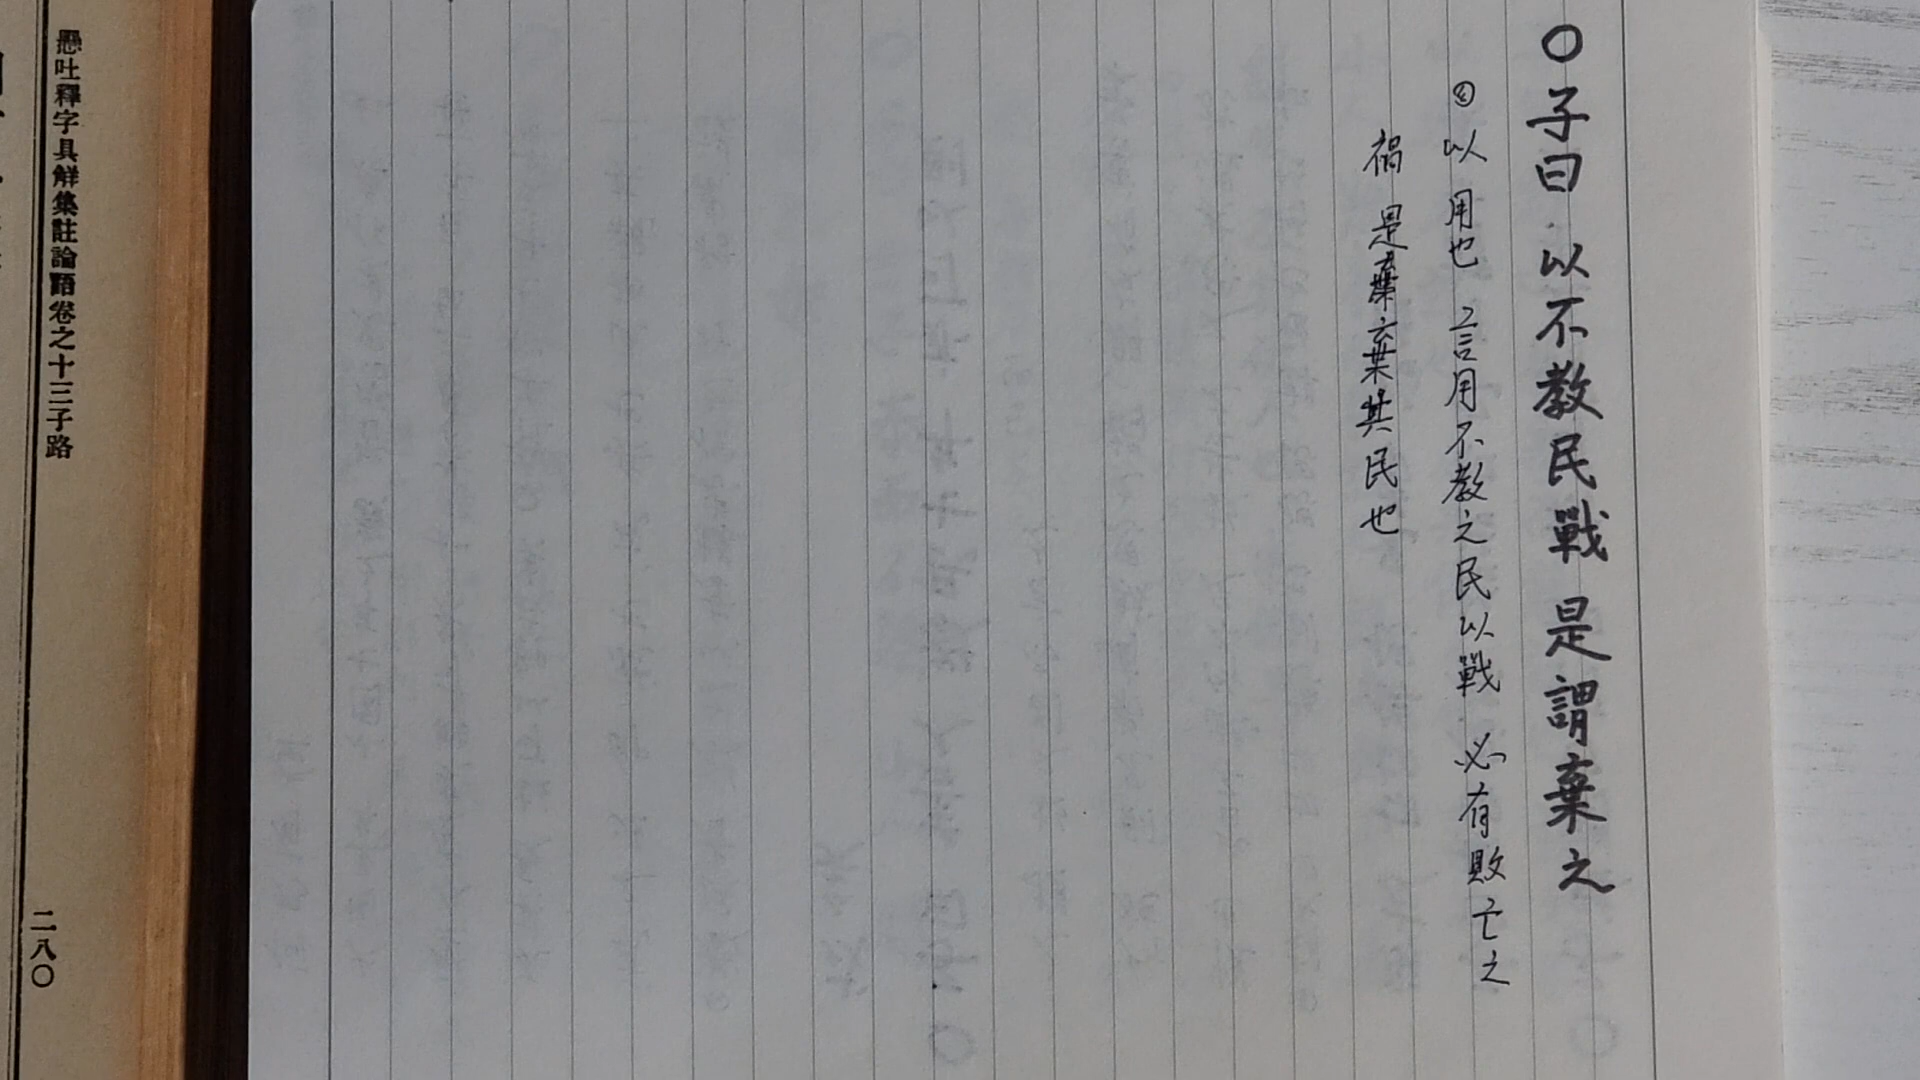 ○子曰 以不教民戰 是謂棄之
以 用也 言用不教之民以戰 必有敗亡之
禍 是棄棄其民也
懸吐釋字具解集註論語卷之十三子路
二八〇